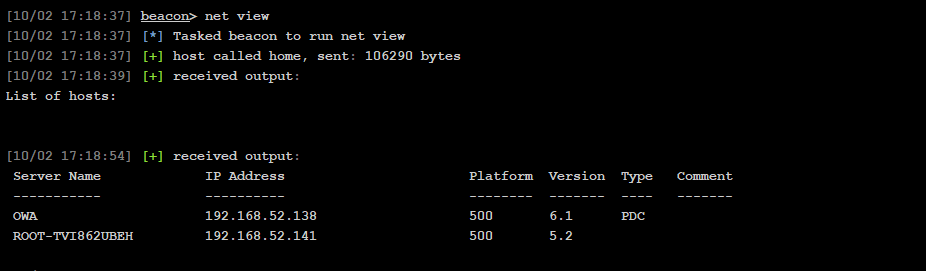 [10/02 17:18:37] beacon> net view
[10/02 17:18:37] [*] Tasked beacon to run net view
[10/02 17:18:37] [+] host called home, sent: 106290 bytes
[10/02 17:18:39] [+] received output:
List of hosts:
[10/02 17:18:54] [+] received output:
Server Name IP Address Platform Version Type Comment
----------- ---------- -------- ------- ---- -------
OWA 192.168.52.138 500 6.1 PDC
ROOT-TVI862UBEH 192.168.52.141 500 5.2